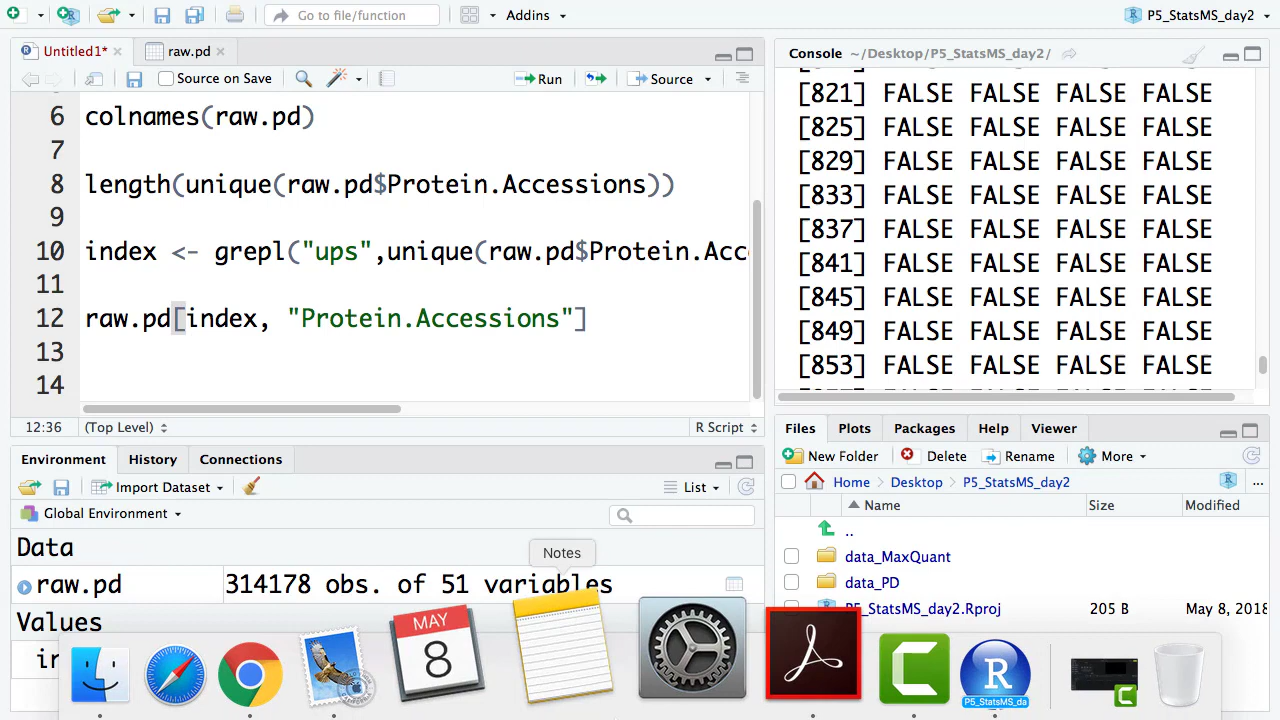 Go to file/function
Addins
P5_StatsMS_day2
Untitled1*
raw.pd
Source on Save
Run
Source
6 colnames(raw.pd)
7
8 length(unique(raw.pd$Protein.Accessions))
9
10 index <- grepl("ups",unique(raw.pd$Protein.Acc
11
12 raw.pd[index, "Protein.Accessions"]
13
14
12:36 (Top Level) R Script
Console ~/Desktop/P5_StatsMS_day2/
[821] FALSE FALSE FALSE FALSE
[825] FALSE FALSE FALSE FALSE
[829] FALSE FALSE FALSE FALSE
[833] FALSE FALSE FALSE FALSE
[837] FALSE FALSE FALSE FALSE
[841] FALSE FALSE FALSE FALSE
[845] FALSE FALSE FALSE FALSE
[849] FALSE FALSE FALSE FALSE
[853] FALSE FALSE FALSE FALSE
Environment History Connections
Import Dataset List
Global Environment
Data
raw.pd 314178 obs. of 51 variables
Values
Files Plots Packages Help Viewer
New Folder Delete Rename More
Home Desktop P5_StatsMS_day2
Name Size Modified
..
data_MaxQuant
data_PD
P5_StatsMS_day2.Rproj 205 B May 8, 2018
Notes
MAY
8
P5_StatsMS_da